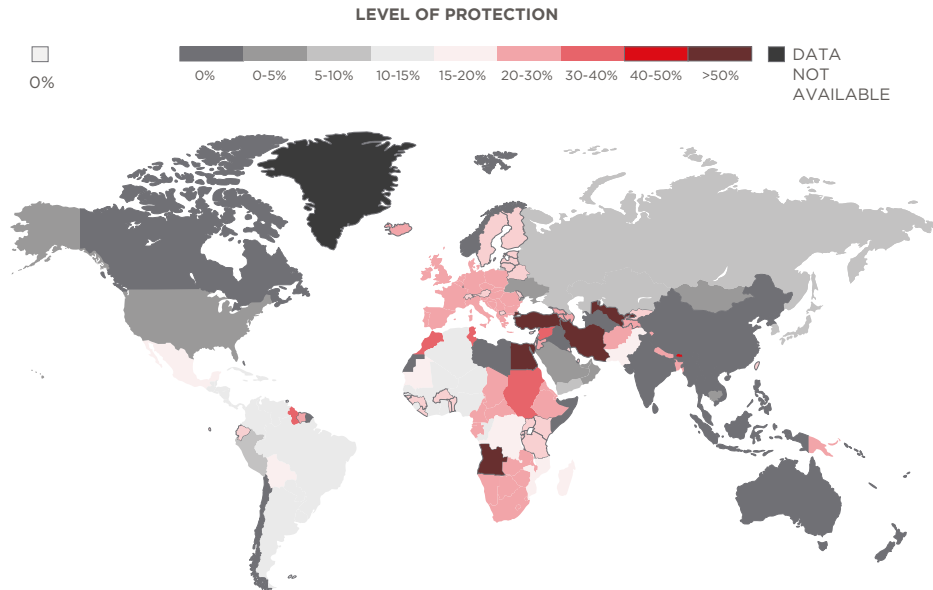 LEVEL OF PROTECTION
0%
0%
0-5%
5-10%
10-15%
15-20%
20-30%
30-40%
40-50%
>50%
DATA
NOT
AVAILABLE